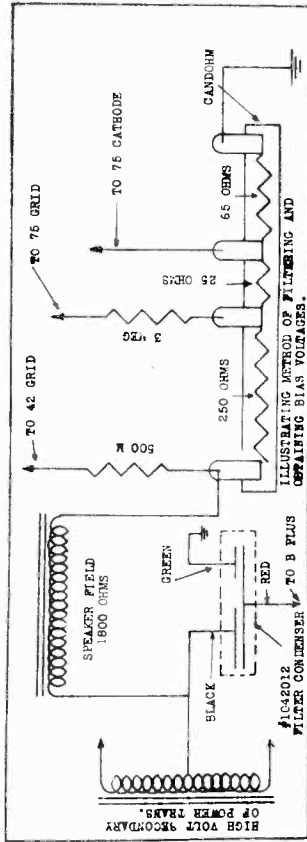 HIGH VOLT SECONDARY
OF POWER TRANS.
SPEAKER FIELD
1800 OHMS
BLACK
GREEN
RED
#1042012
FILTER CONDENSER
TO B PLUS
TO 42 GRID
500 M
TO 75 GRID
3 MEG
TO 75 CATHODE
250 OHMS
25 OHMS
65 OHMS
CANDOHM
ILLUSTRATING METHOD OF FILTERING AND
OBTAINING BIAS VOLTAGES.